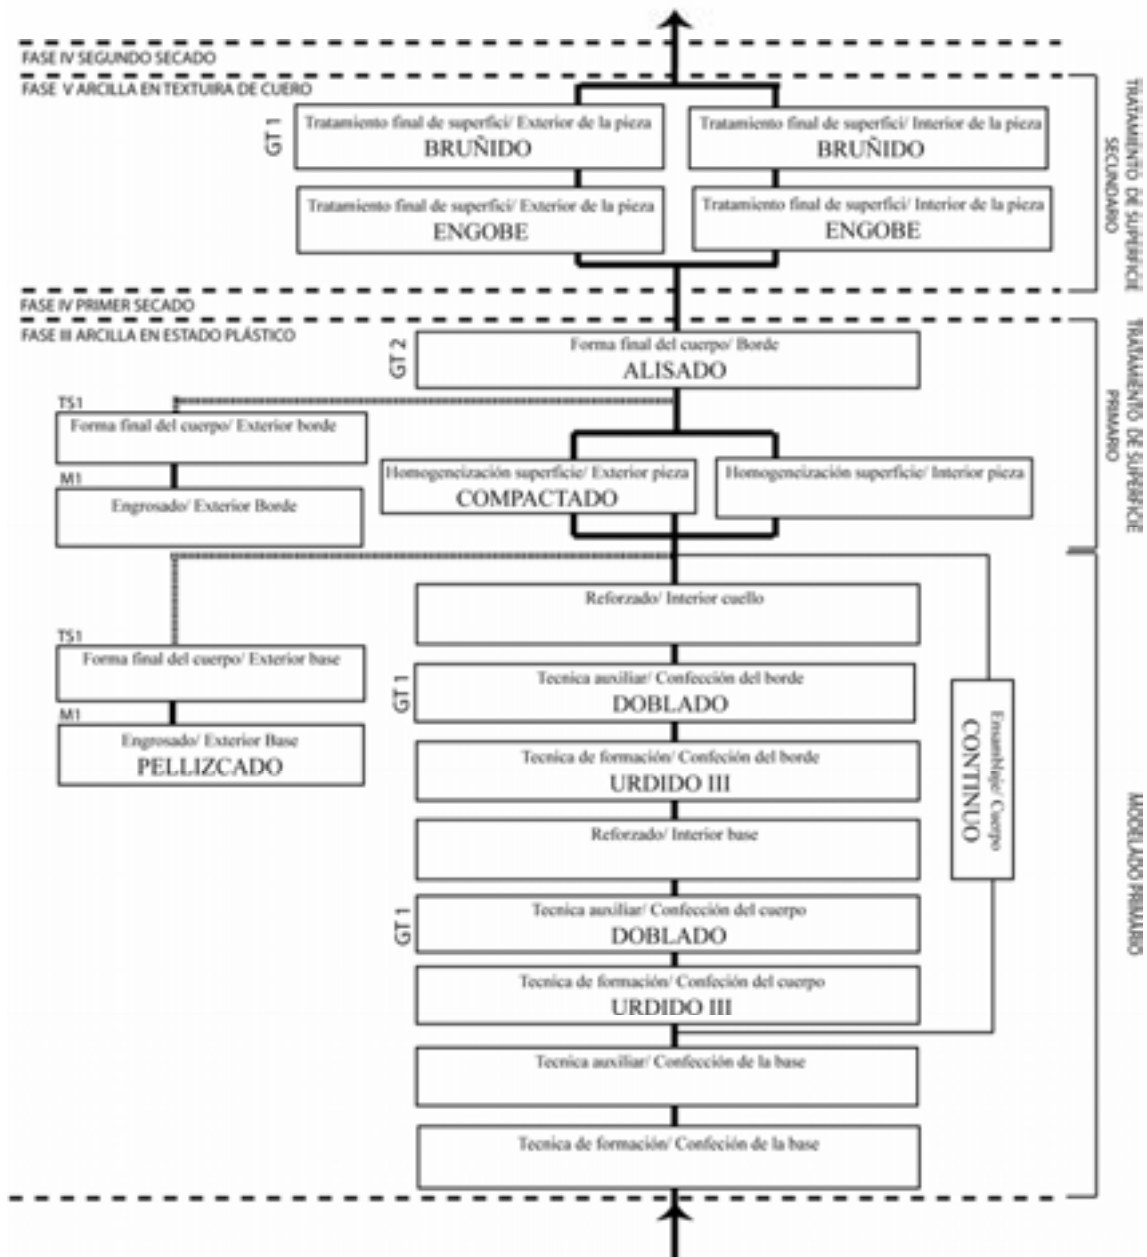 FASE IV SEGUNDO SECADO
FASE V ARCILLA EN TEXTUIRA DE CUERO
GT 1
Tratamiento final de superfici/ Exterior de la pieza
BRUÑIDO
Tratamiento final de superfici/ Interior de la pieza
BRUÑIDO
Tratamiento final de superfici/ Exterior de la pieza
ENGOBE
Tratamiento final de superfici/ Interior de la pieza
ENGOBE
TRATAMIENTO DE SUPERFICIE
SECUNDARIO
FASE IV PRIMER SECADO
FASE III ARCILLA EN ESTADO PLÁSTICO
GT 2
Forma final del cuerpo/ Borde
ALISADO
TS1
Forma final del cuerpo/ Exterior borde
M1
Engrosado/ Exterior Borde
Homogeneización superficie/ Exterior pieza
COMPACTADO
Homogeneización superficie/ Interior pieza
TRATAMIENTO DE SUPERFICIE
PRIMARIO
Reforzado/ Interior cuello
TS1
Forma final del cuerpo/ Exterior base
M1
Engrosado/ Exterior Base
PELLIZCADO
GT 1
Tecnica auxiliar/ Confección del borde
DOBLADO
Tecnica de formación/ Confeción del borde
URDIDO III
Reforzado/ Interior base
GT 1
Tecnica auxiliar/ Confección del cuerpo
DOBLADO
Tecnica de formación/ Confeción del cuerpo
URDIDO III
Ensamblaje/ Cuerpo
CONTINUO
Tecnica auxiliar/ Confección de la base
Tecnica de formación/ Confeción de la base
MODELADO PRIMARIO